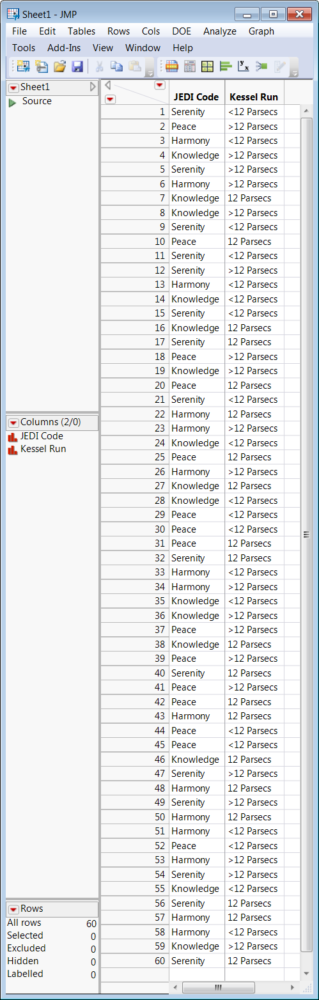 Sheet1 - JMP
File Edit Tables Rows Cols DOE Analyze Graph
Tools Add-Ins View Window Help
Sheet1
Source
JEDI Code Kessel Run
1 Serenity <12 Parsecs
2 Peace >12 Parsecs
3 Harmony <12 Parsecs
4 Knowledge >12 Parsecs
5 Serenity >12 Parsecs
6 Harmony >12 Parsecs
7 Knowledge 12 Parsecs
8 Knowledge >12 Parsecs
9 Serenity <12 Parsecs
10 Peace 12 Parsecs
11 Serenity <12 Parsecs
12 Serenity >12 Parsecs
13 Harmony <12 Parsecs
14 Knowledge <12 Parsecs
15 Serenity <12 Parsecs
16 Knowledge 12 Parsecs
17 Serenity 12 Parsecs
18 Peace >12 Parsecs
19 Knowledge >12 Parsecs
20 Peace 12 Parsecs
21 Serenity <12 Parsecs
22 Harmony 12 Parsecs
23 Harmony >12 Parsecs
24 Knowledge <12 Parsecs
25 Peace 12 Parsecs
26 Harmony >12 Parsecs
27 Knowledge 12 Parsecs
28 Knowledge <12 Parsecs
29 Peace <12 Parsecs
30 Peace <12 Parsecs
31 Peace 12 Parsecs
32 Serenity 12 Parsecs
33 Harmony <12 Parsecs
34 Harmony >12 Parsecs
35 Knowledge <12 Parsecs
36 Knowledge >12 Parsecs
37 Peace >12 Parsecs
38 Knowledge 12 Parsecs
39 Peace >12 Parsecs
40 Serenity 12 Parsecs
41 Peace >12 Parsecs
42 Peace 12 Parsecs
43 Harmony 12 Parsecs
44 Peace <12 Parsecs
45 Peace <12 Parsecs
46 Knowledge 12 Parsecs
47 Serenity >12 Parsecs
48 Harmony 12 Parsecs
49 Serenity >12 Parsecs
50 Harmony 12 Parsecs
51 Harmony <12 Parsecs
52 Peace <12 Parsecs
53 Harmony >12 Parsecs
54 Serenity >12 Parsecs
55 Knowledge <12 Parsecs
56 Serenity 12 Parsecs
57 Harmony 12 Parsecs
58 Harmony <12 Parsecs
59 Knowledge >12 Parsecs
60 Serenity 12 Parsecs
Columns (2/0)
JEDI Code
Kessel Run
Rows
All rows 60
Selected 0
Excluded 0
Hidden 0
Labelled 0